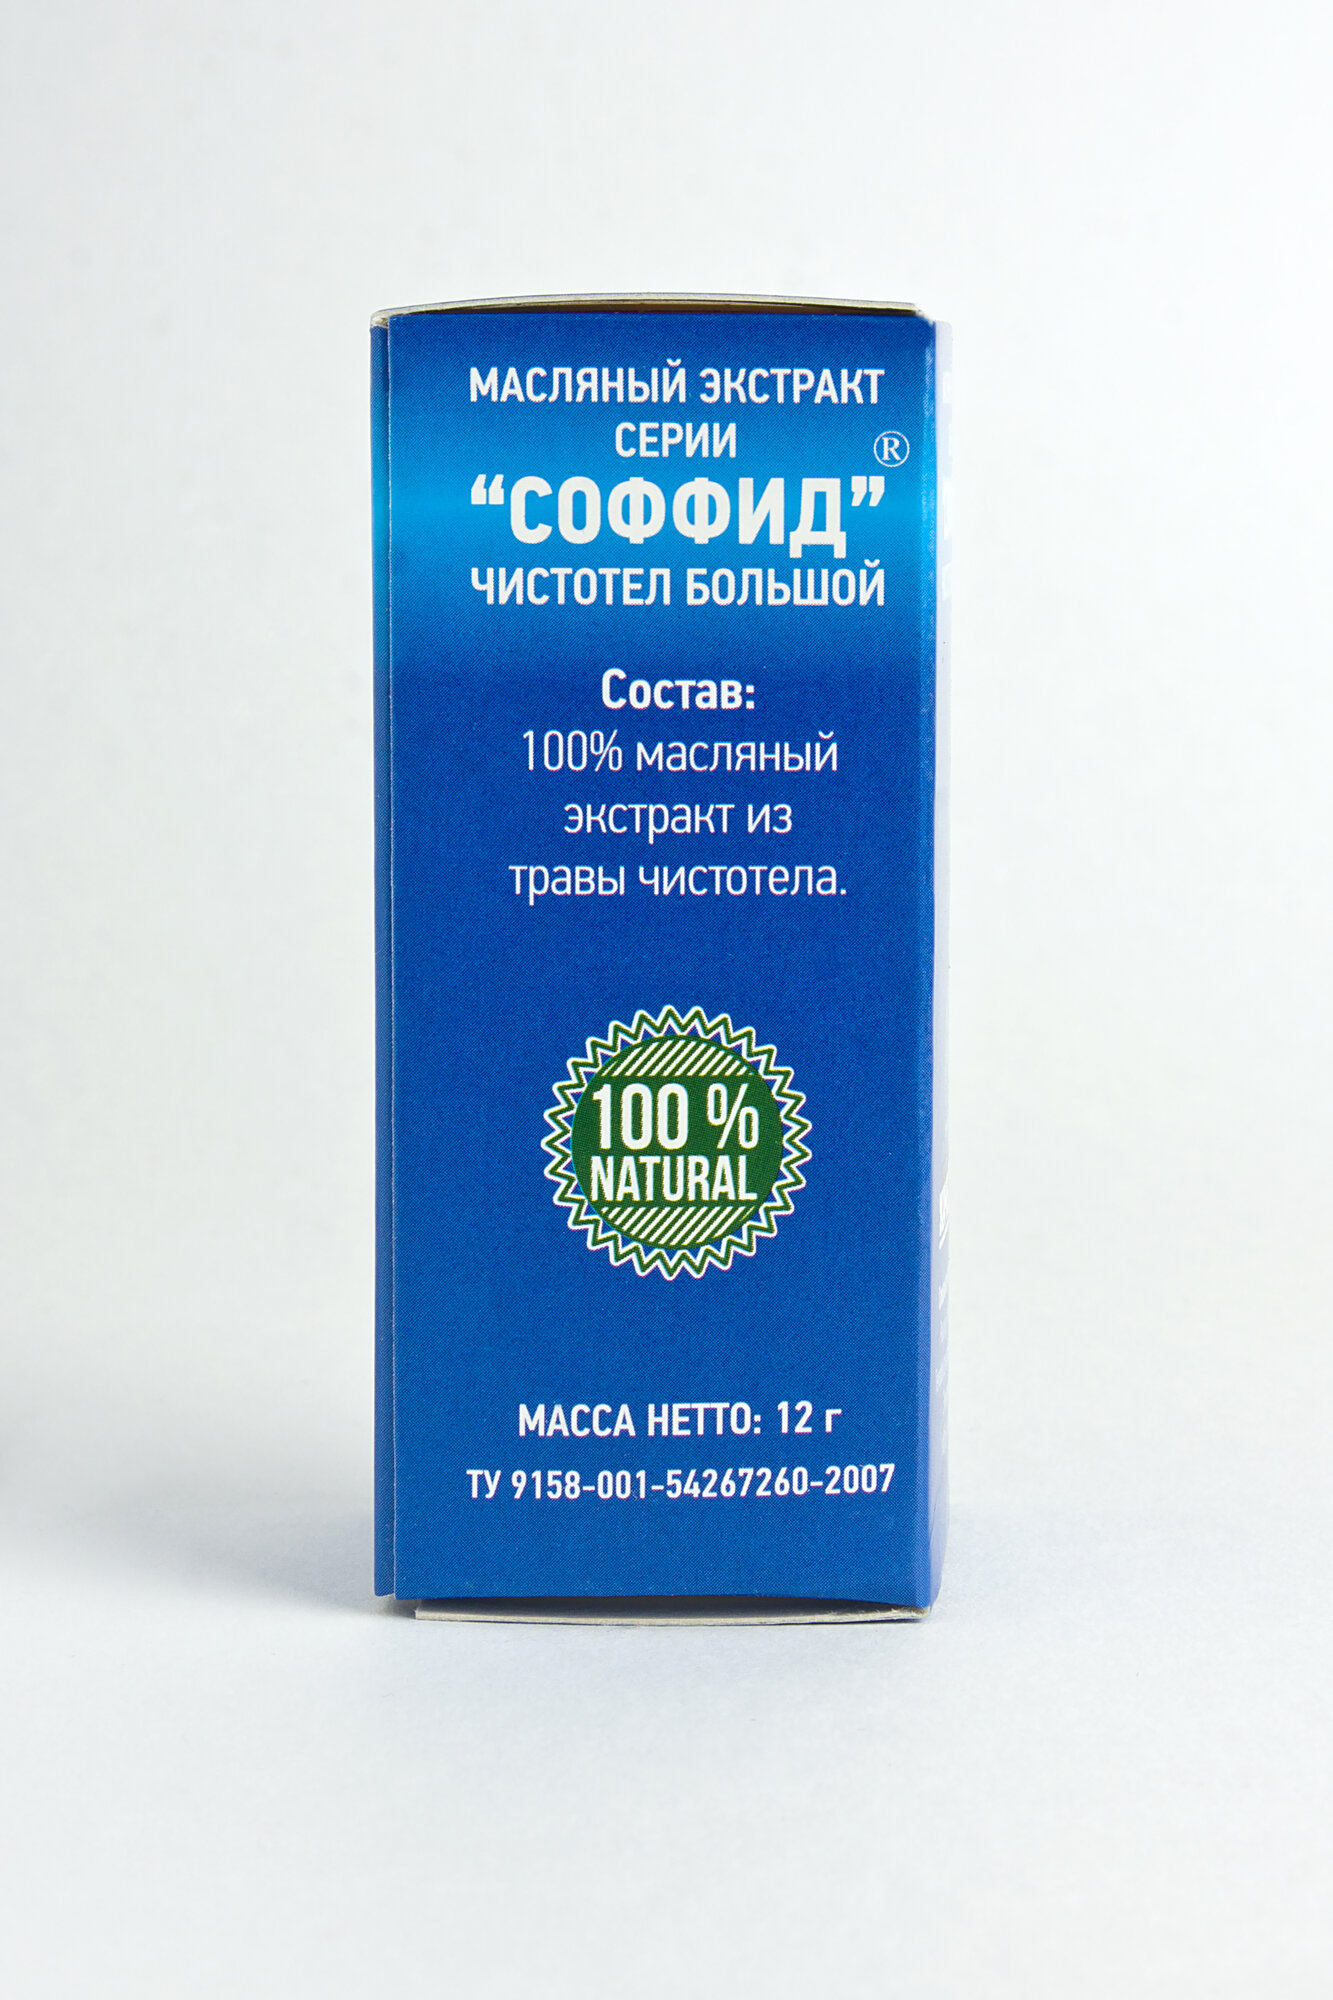 МАСЛЯНЫЙ ЭКСТРАКТ
СЕРИИ
“СОФФИД”®
ЧИСТОТЕЛ БОЛЬШОЙ
Состав:
100% масляный
экстракт из
травы чистотела.
100 %
NATURAL
МАССА НЕТТО: 12 г
ТУ 9158-001-54267260-2007